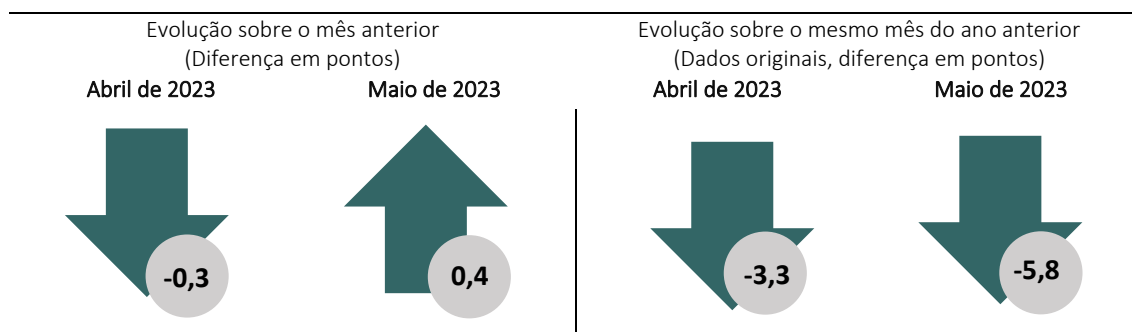 Evolução sobre o mês anterior
(Diferença em pontos)
Abril de 2023
Maio de 2023
-0,3
0,4
Evolução sobre o mesmo mês do ano anterior
(Dados originais, diferença em pontos)
Abril de 2023
Maio de 2023
-3,3
-5,8